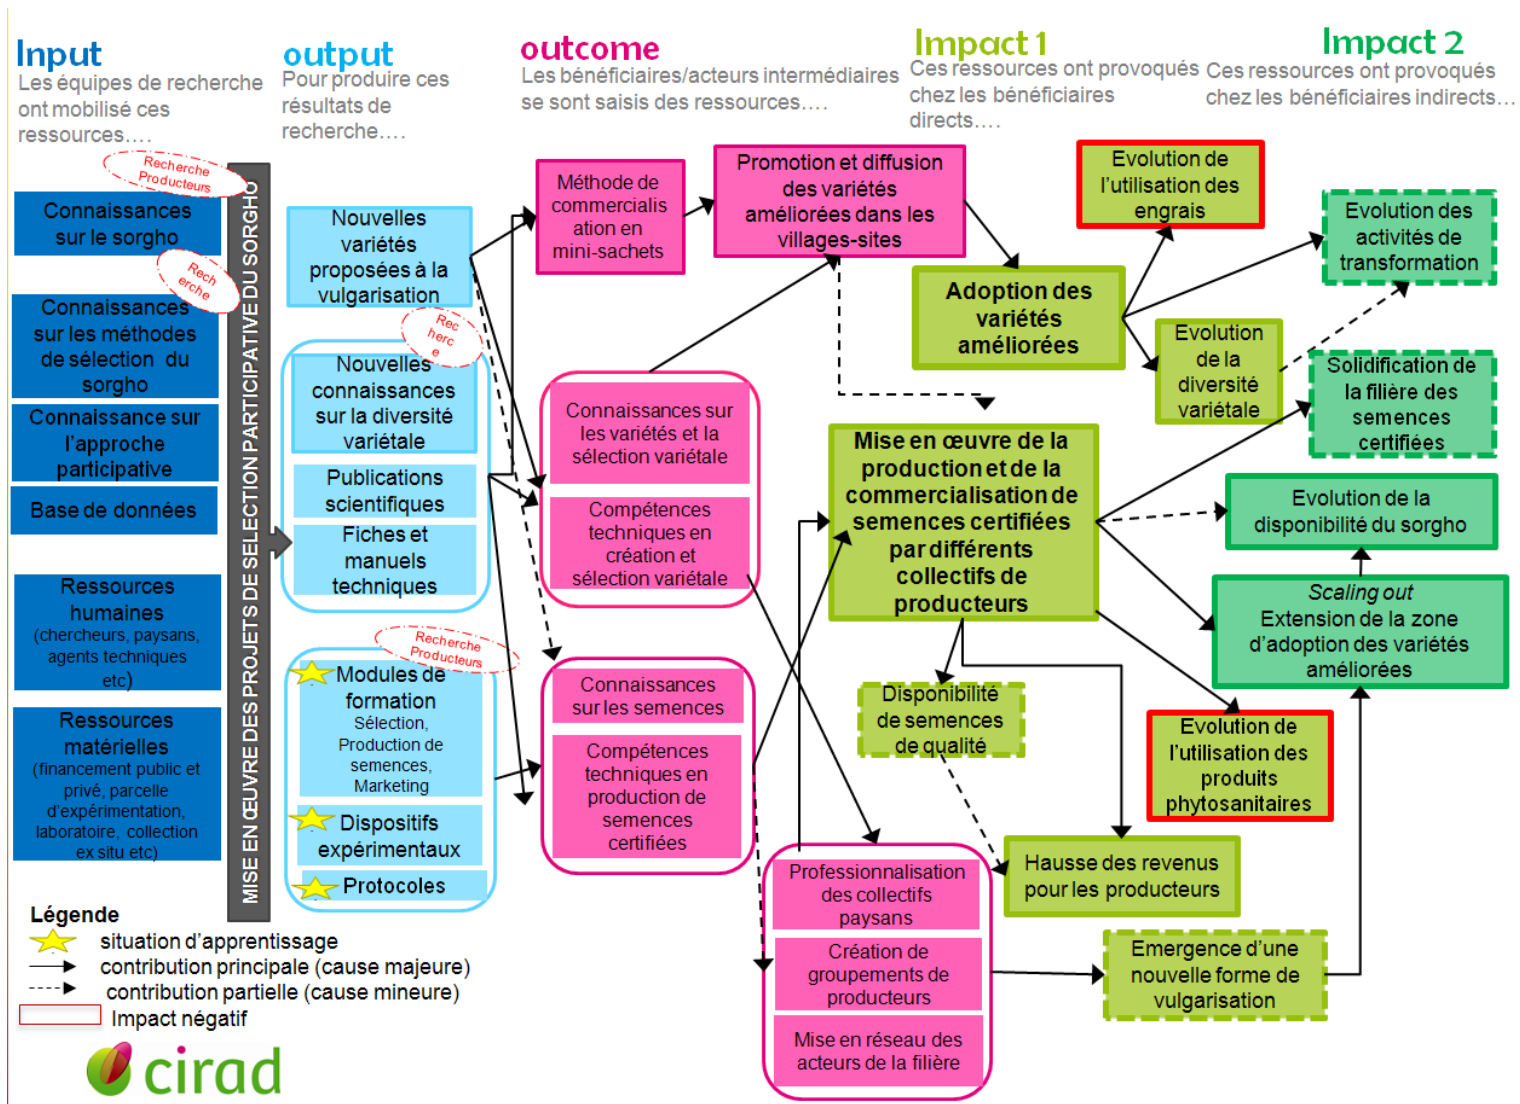 Input
Les équipes de recherche
ont mobilisé ces
ressources….
output
Pour produire ces
résultats de
recherche….
outcome
Les bénéficiaires/acteurs intermédiaires
se sont saisis des ressources….
Impact 1
Ces ressources ont provoqués
chez les bénéficiaires
directs….
Impact 2
Ces ressources ont provoqués
chez les bénéficiaires indirects…
Recherche
Producteurs
Connaissances
sur le sorgho
Rech
erche
Connaissances
sur les méthodes
de sélection du
sorgho
Connaissance sur
l'approche
participative
Base de données
Ressources
humaines
(chercheurs, paysans,
agents techniques
etc)
Ressources
matérielles
(financement public et
privé, parcelle
d'expérimentation,
laboratoire, collection
ex situ etc)
MISE EN ŒUVRE DES PROJETS DE SELECTION PARTICIPATIVE DU SORGHO
Nouvelles
variétés
proposées à la
vulgarisation
Rec
herc
e
Nouvelles
connaissances
sur la diversité
variétale
Publications
scientifiques
Fiches et
manuels
techniques
Recherche
Producteurs
Modules de
formation
Sélection,
Production de
semences,
Marketing
Dispositifs
expérimentaux
Protocoles
Méthode de
commercialis
ation en
mini-sachets
Promotion et diffusion
des variétés
améliorées dans les
villages-sites
Connaissances sur
les variétés et la
sélection variétale
Compétences
techniques en
création et
sélection variétale
Connaissances
sur les semences
Compétences
techniques en
production de
semences
certifiées
Professionnalisation
des collectifs
paysans
Création de
groupements de
producteurs
Mise en réseau des
acteurs de la filière
Evolution de
l'utilisation des
engrais
Adoption des
variétés
améliorées
Evolution
de la
diversité
variétale
Mise en œuvre de la
production et de la
commercialisation de
semences certifiées
par différents
collectifs de
producteurs
Disponibilité
de semences
de qualité
Evolution de
l'utilisation des
produits
phytosanitaires
Hausse des revenus
pour les producteurs
Emergence d'une
nouvelle forme de
vulgarisation
Evolution des
activités de
transformation
Solidification de
la filière des
semences
certifiées
Evolution de la
disponibilité du sorgho
Scaling out
Extension de la zone
d'adoption des variétés
améliorées
Légende
situation d'apprentissage
contribution principale (cause majeure)
contribution partielle (cause mineure)
Impact négatif
cirad